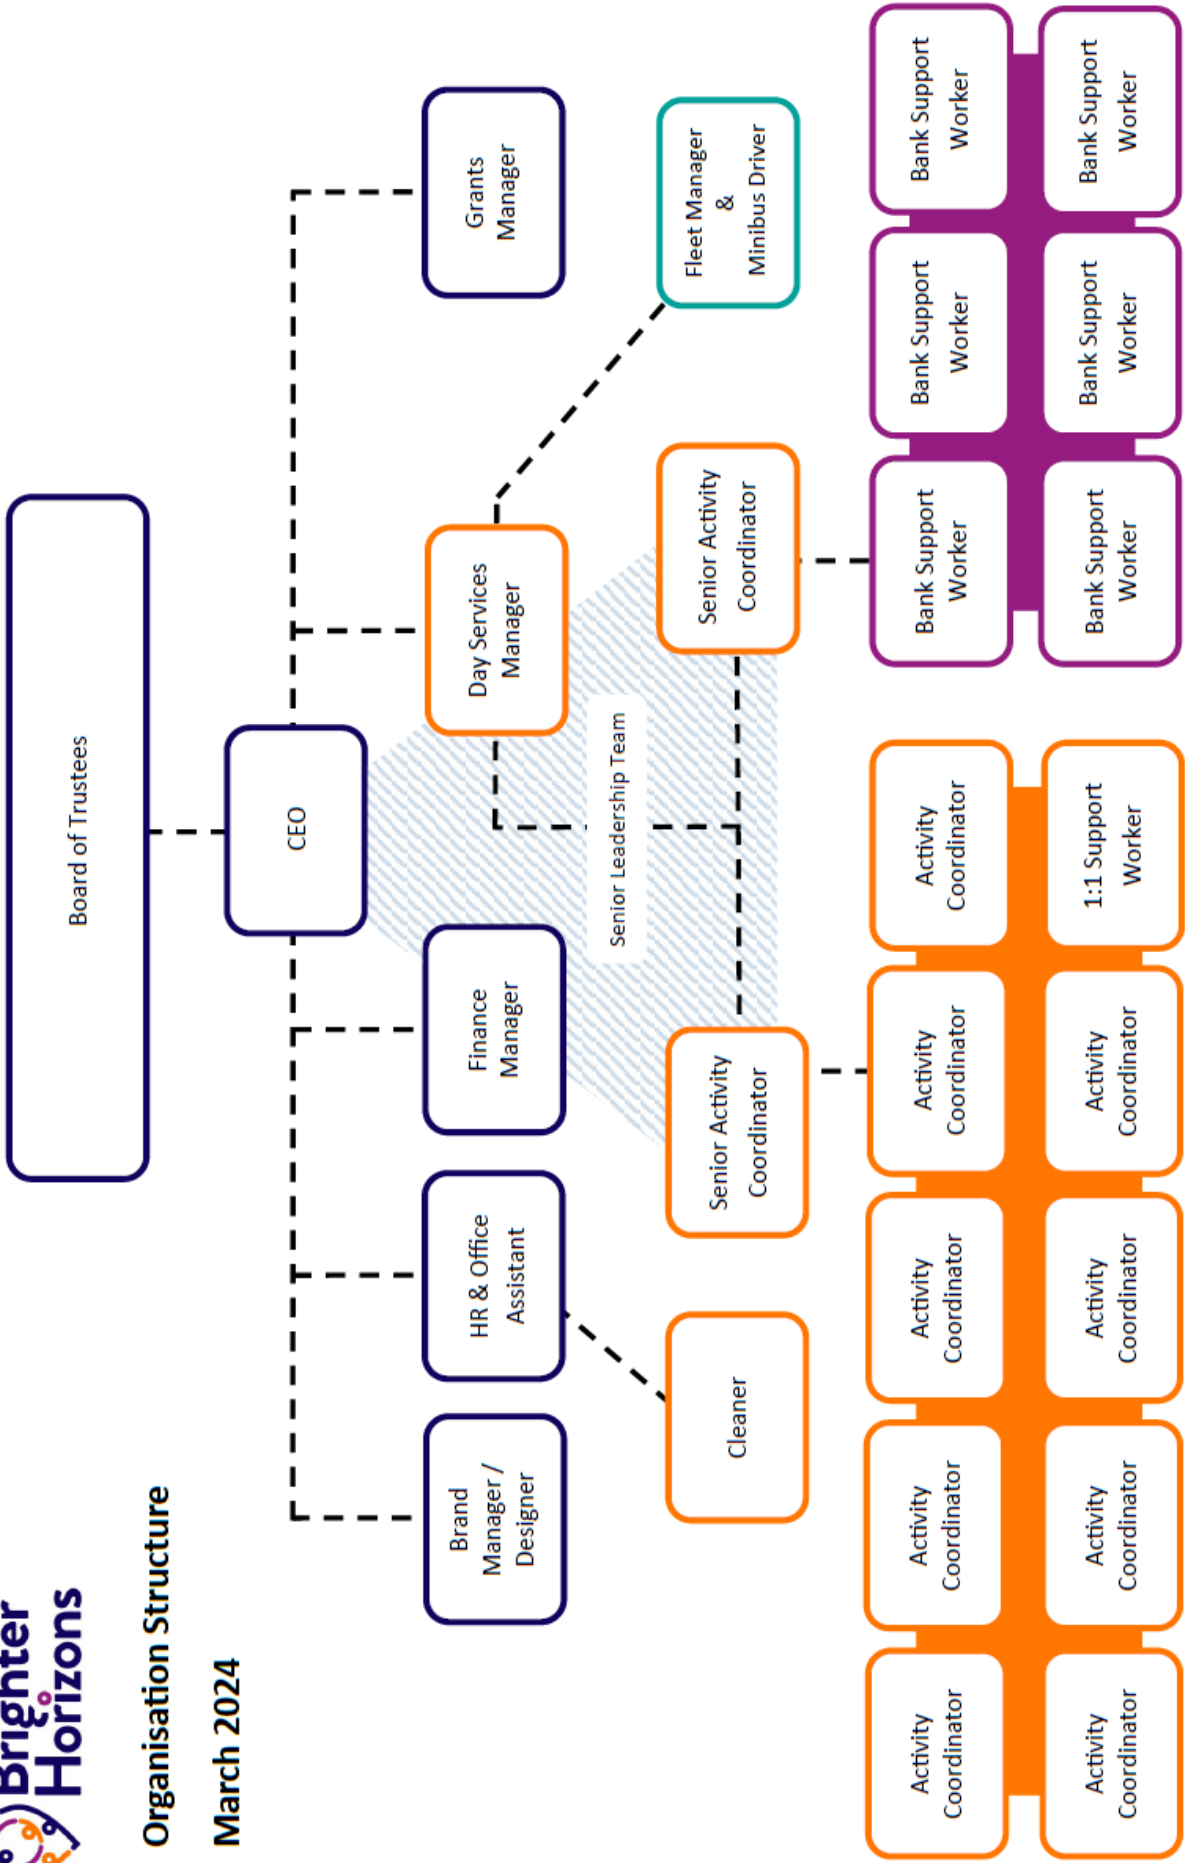 Brighter
Horizons
Organisation Structure
March 2024
Board of Trustees
CEO
Brand
Manager /
Designer
HR & Office
Assistant
Finance
Manager
Day Services
Manager
Grants
Manager
Senior Leadership Team
Cleaner
Senior Activity
Coordinator
Senior Activity
Coordinator
Fleet Manager
&
Minibus Driver
Activity
Coordinator
Activity
Coordinator
Activity
Coordinator
Activity
Coordinator
Activity
Coordinator
Bank Support
Worker
Bank Support
Worker
Bank Support
Worker
Activity
Coordinator
Activity
Coordinator
Activity
Coordinator
Activity
Coordinator
1:1 Support
Worker
Bank Support
Worker
Bank Support
Worker
Bank Support
Worker